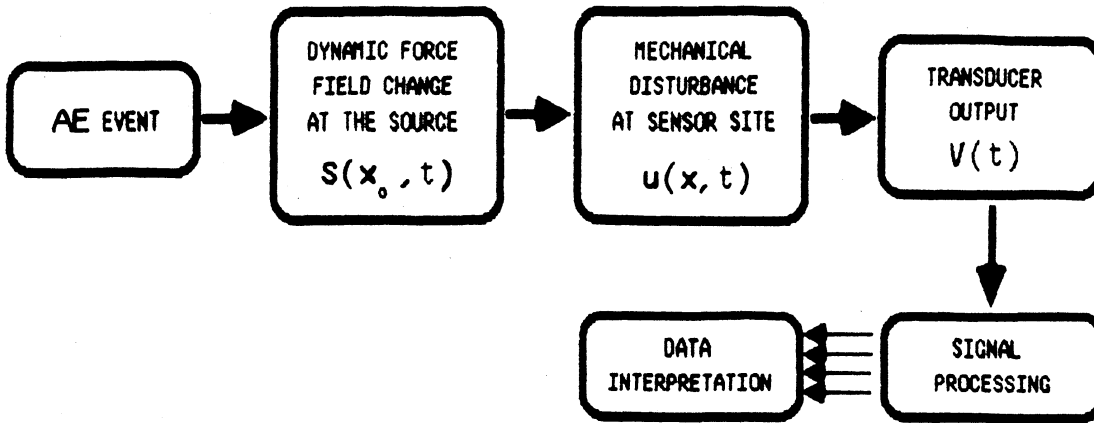 AE EVENT
DYNAMIC FORCE
FIELD CHANGE
AT THE SOURCE
S(x₀, t)
MECHANICAL
DISTURBANCE
AT SENSOR SITE
u(x, t)
TRANSDUCER
OUTPUT
V(t)
SIGNAL
PROCESSING
DATA
INTERPRETATION